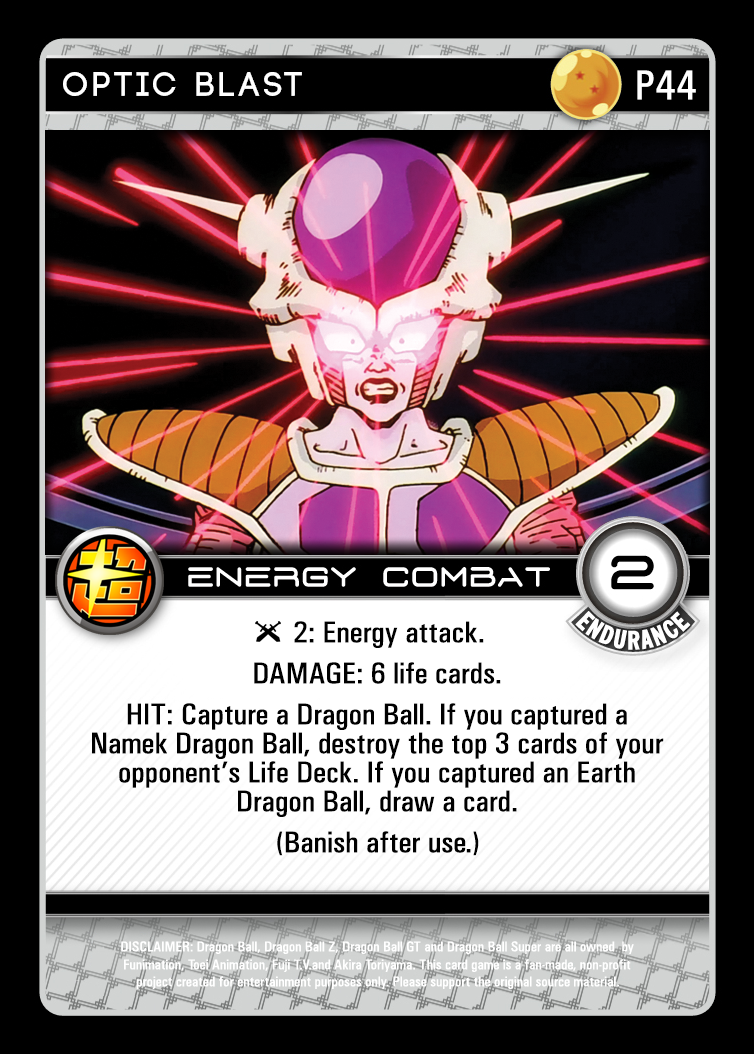 OPTIC BLAST P44
ENERGY COMBAT 2
ENDURANCE
2: Energy attack.
DAMAGE: 6 life cards.
HIT: Capture a Dragon Ball. If you captured a
Namek Dragon Ball, destroy the top 3 cards of your
opponent's Life Deck. If you captured an Earth
Dragon Ball, draw a card.
(Banish after use.)
DISCLAIMER: Dragon Ball, Dragon Ball Z, Dragon Ball GT and Dragon Ball Super are all owned by
Funimation, Toei Animation, Fuji T.V.and Akira Toriyama. This card game is a fan-made, non-profit
project created for entertainment purposes only. Please support the original source material.